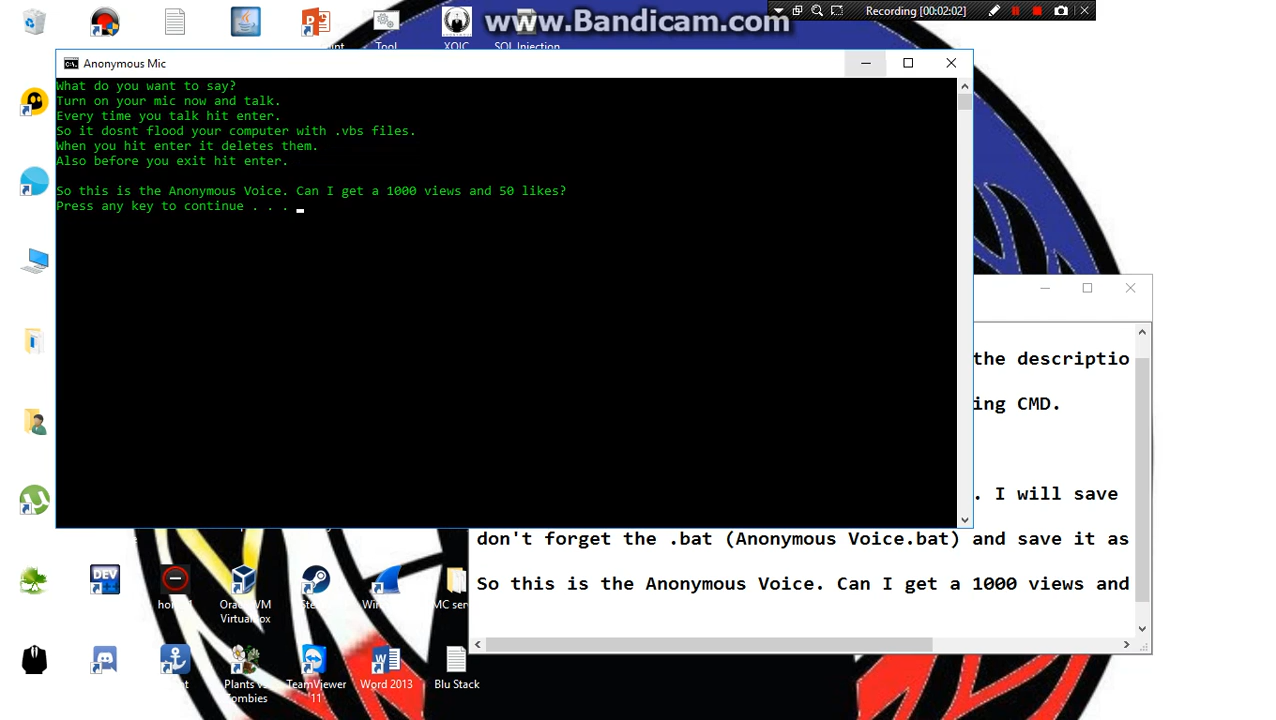 www.Bandicam.com
Recording [00:02:02]
XOIC
SQL Injection
Tool
Anonymous Mic
What do you want to say?
Turn on your mic now and talk.
Every time you talk hit enter.
So it dosnt flood your computer with .vbs files.
When you hit enter it deletes them.
Also before you exit hit enter.
So this is the Anonymous Voice. Can I get a 1000 views and 50 likes?
Press any key to continue . . .
the descriptio
ing CMD.
. I will save
don't forget the .bat (Anonymous Voice.bat) and save it as
So this is the Anonymous Voice. Can I get a 1000 views and
DEV
MC ser
VirtualBox
Plants vs
Zombies
TeamViewer
11
Word 2013
Blu Stack